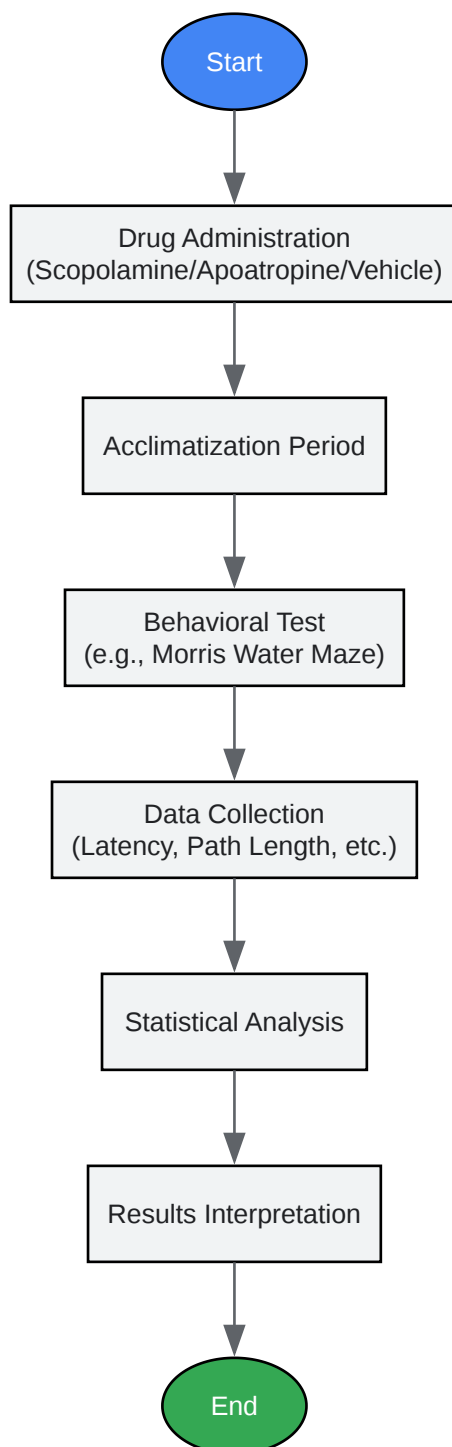 Start
Drug Administration
(Scopolamine/Apoatropine/Vehicle)
Acclimatization Period
Behavioral Test
(e.g., Morris Water Maze)
Data Collection
(Latency, Path Length, etc.)
Statistical Analysis
Results Interpretation
End